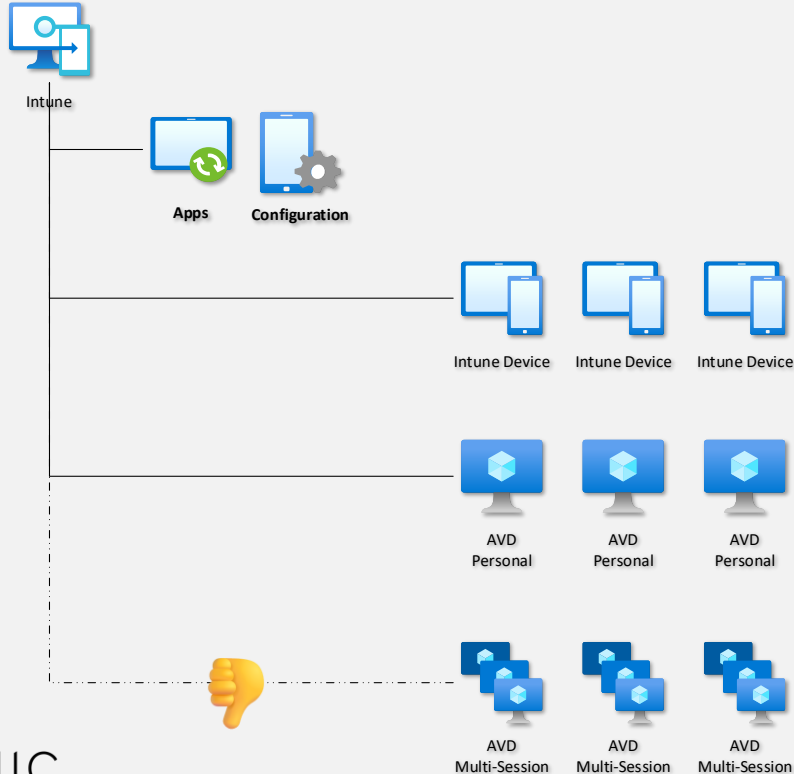 Intune
Apps
Configuration
Intune Device
Intune Device
Intune Device
AVD
Personal
AVD
Personal
AVD
Personal
AVD
Multi-Session
AVD
Multi-Session
AVD
Multi-Session